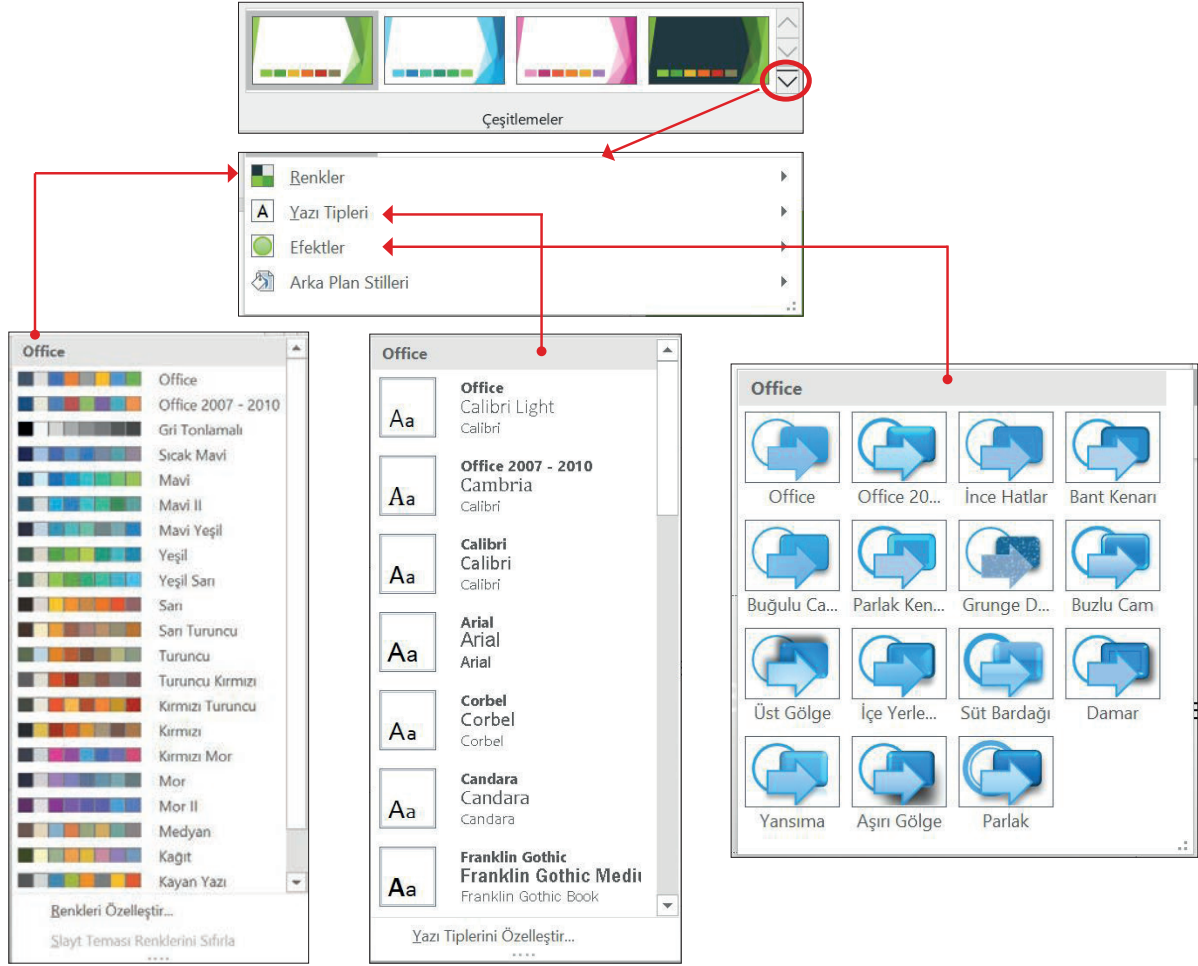 Çeşitlemeler
Renkler
A Yazı Tipleri
Efektler
Arka Plan Stilleri
Office
Office
Office 2007 - 2010
Gri Tonlamalı
Sıcak Mavi
Mavi
Mavi II
Mavi Yeşil
Yeşil
Yeşil Sarı
Sarı
Sarı Turuncu
Turuncu
Turuncu Kırmızı
Kırmızı Turuncu
Kırmızı
Kırmızı Mor
Mor
Mor II
Medyan
Kağıt
Kayan Yazı
Renkleri Özelleştir...
Slayt Teması Renklerini Sıfırla
Office
Office
Aa Calibri Light
Calibri
Office 2007 - 2010
Aa Cambria
Calibri
Calibri
Aa Calibri
Calibri
Arial
Aa Arial
Arial
Corbel
Aa Corbel
Corbel
Candara
Aa Candara
Candara
Franklin Gothic
Aa Franklin Gothic Mediu
Franklin Gothic Book
Yazı Tiplerini Özelleştir...
Office
Office Office 20... İnce Hatlar Bant Kenarı
Buğulu Ca... Parlak Ken... Grunge D... Buzlu Cam
Üst Gölge İçe Yerle... Süt Bardağı Damar
Yansıma Aşırı Gölge Parlak